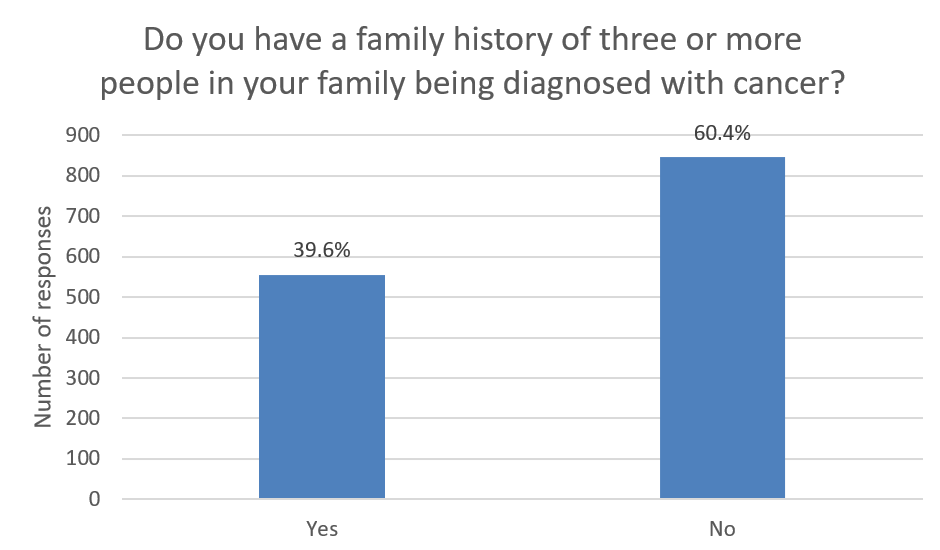 Do you have a family history of three or more
people in your family being diagnosed with cancer?
Number of responses
900
800
700
600
500
400
300
200
100
0
39.6%
60.4%
Yes
No